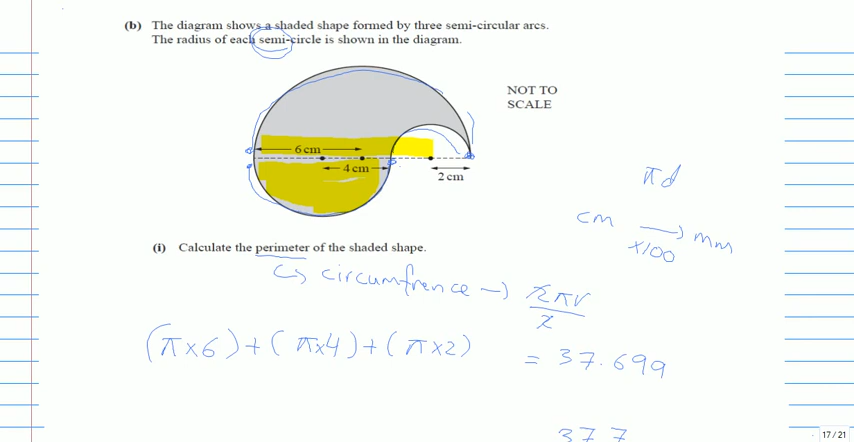 (b) The diagram shows a shaded shape formed by three semi-circular arcs.
The radius of each semi-circle is shown in the diagram.
NOT TO
SCALE
6 cm
4 cm
2 cm
πd
cm → mm
×100
(i) Calculate the perimeter of the shaded shape.
↳ circumfrence → 2πr/2
(π×6)+(π×4)+(π×2) = 37.699
37.7
17 / 21